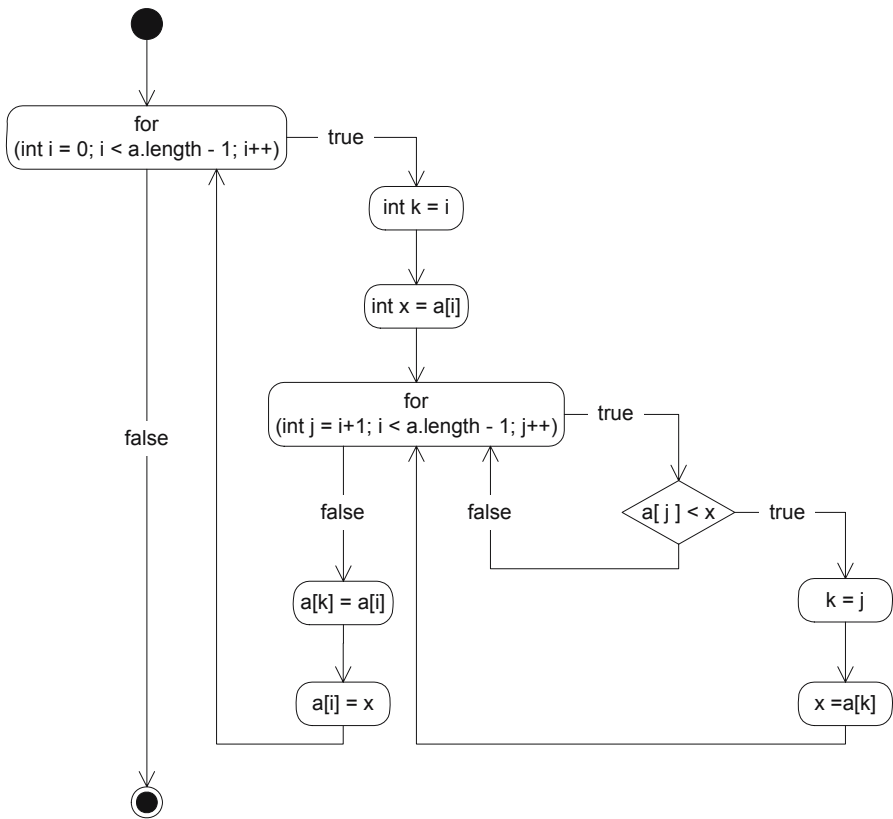 for
(int i = 0; i < a.length - 1; i++)
true
int k = i
int x = a[i]
for
(int j = i+1; i < a.length - 1; j++)
true
false
false
false
a[ j ] < x
true
a[k] = a[i]
k = j
a[i] = x
x =a[k]